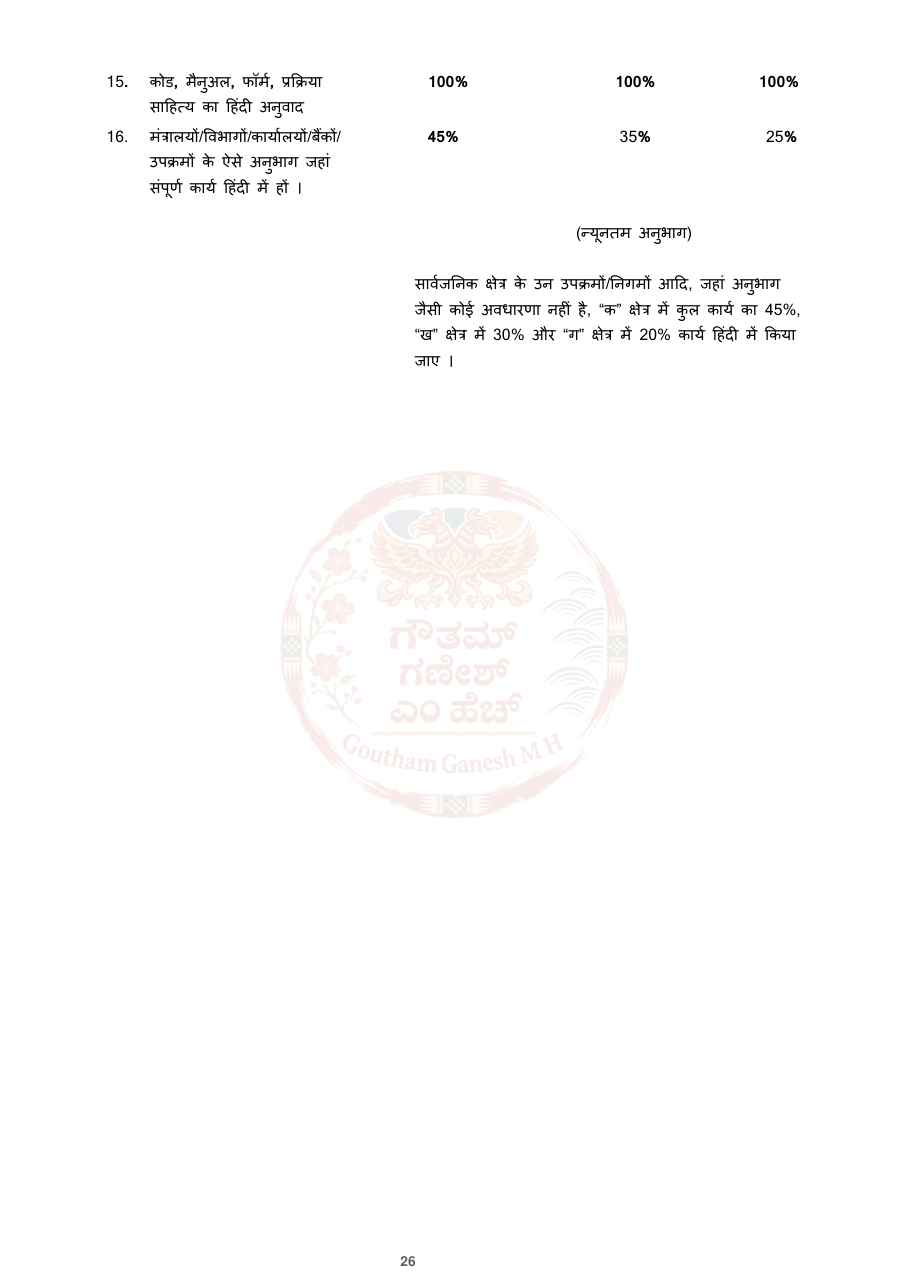 15. कोड, मैनुअल, फॉर्म, प्रक्रिया 100% 100% 100%
साहित्य का हिंदी अनुवाद
16. मंत्रालयों/विभागों/कार्यालयों/बैंकों/ 45% 35% 25%
उपक्रमों के ऐसे अनुभाग जहां
संपूर्ण कार्य हिंदी में हों ।
(न्यूनतम अनुभाग)
सार्वजनिक क्षेत्र के उन उपक्रमों/निगमों आदि, जहां अनुभाग
जैसी कोई अवधारणा नहीं है, “क” क्षेत्र में कुल कार्य का 45%,
“ख” क्षेत्र में 30% और “ग” क्षेत्र में 20% कार्य हिंदी में किया
जाए ।
ಗೌತಮ್
ಗಣೇಶ್
ಎಂ ಹೆಚ್
Goutham Ganesh M H
26